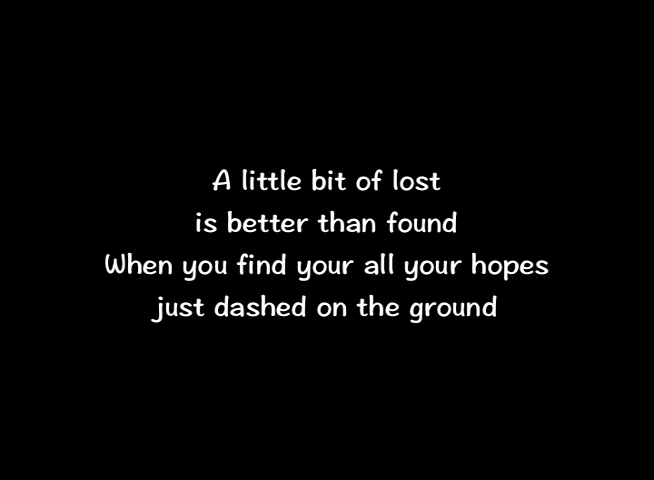 A little bit of lost
is better than found
When you find your all your hopes
just dashed on the ground